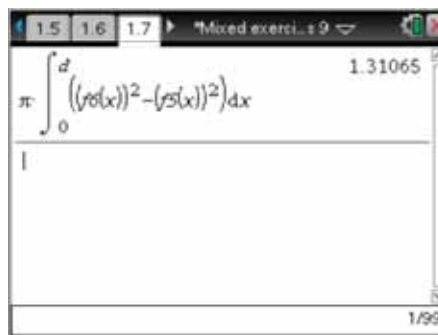 1.5 1.6 1.7 *Mixed exerci...s 9
π ∫₀ᵈ ((f6(x))²-(f5(x))²)dx 1.31065
1/99